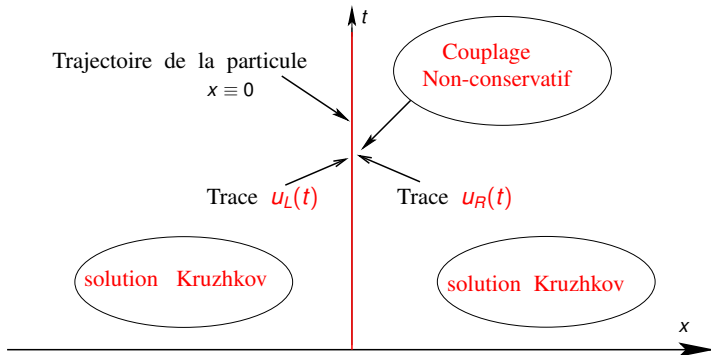 t
Trajectoire de la particule
x ≡ 0
Couplage
Non-conservatif
Trace u_L(t)
Trace u_R(t)
solution Kruzhkov
solution Kruzhkov
x